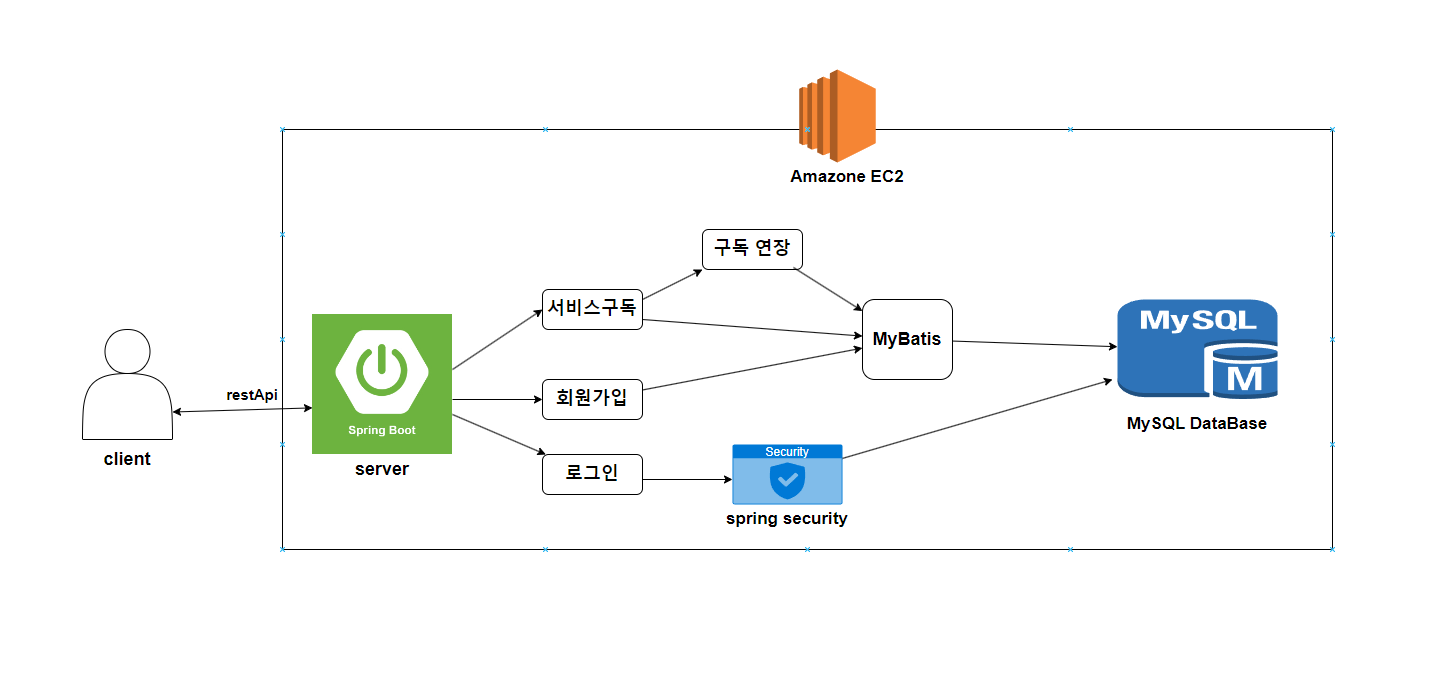 Amazone EC2
구독 연장
서비스구독
MyBatis
MySQL
M
MySQL DataBase
restApi
Spring Boot
server
client
회원가입
로그인
Security
spring security